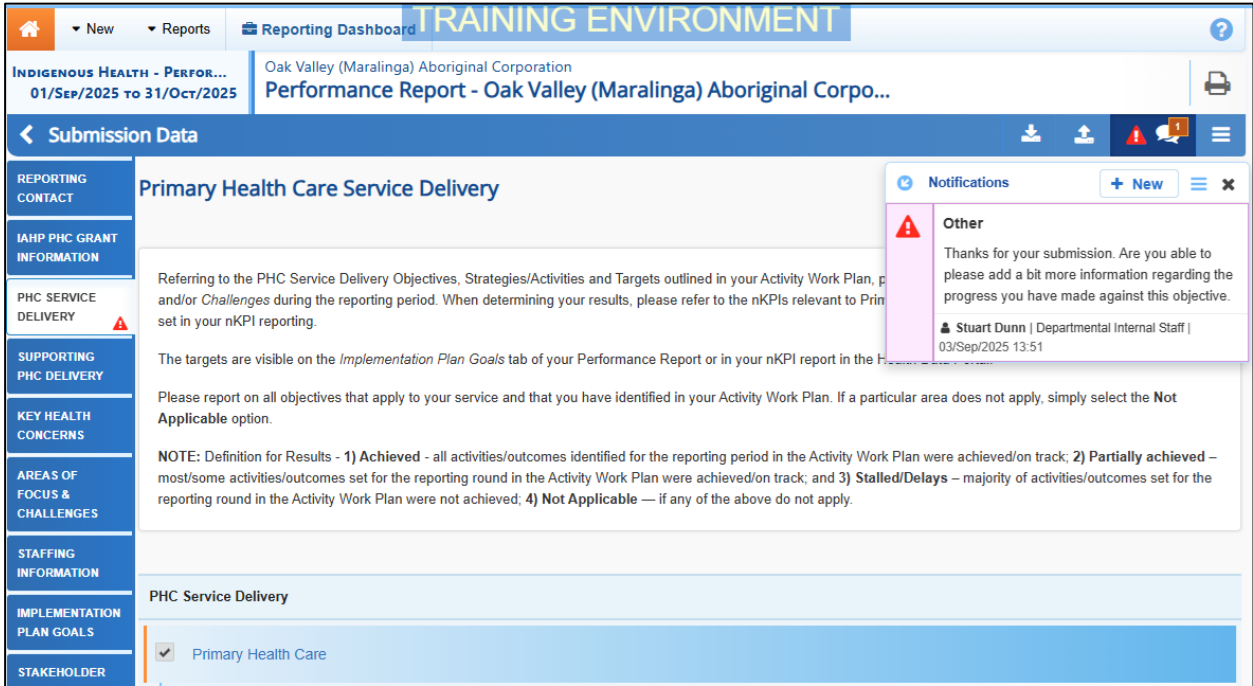 TRAINING ENVIRONMENT
New
Reports
Reporting Dashboard
Indigenous Health - Perfor...
01/Sep/2025 to 31/Oct/2025
Oak Valley (Maralinga) Aboriginal Corporation
Performance Report - Oak Valley (Maralinga) Aboriginal Corpo...
Submission Data
1
REPORTING
CONTACT
IAHP PHC GRANT
INFORMATION
PHC SERVICE
DELIVERY
SUPPORTING
PHC DELIVERY
KEY HEALTH
CONCERNS
AREAS OF
FOCUS &
CHALLENGES
STAFFING
INFORMATION
IMPLEMENTATION
PLAN GOALS
STAKEHOLDER
Primary Health Care Service Delivery
Notifications
+ New
Other
Thanks for your submission. Are you able to
please add a bit more information regarding the
progress you have made against this objective.
Stuart Dunn | Departmental Internal Staff |
03/Sep/2025 13:51
Referring to the PHC Service Delivery Objectives, Strategies/Activities and Targets outlined in your Activity Work Plan, p
and/or Challenges during the reporting period. When determining your results, please refer to the nKPIs relevant to Prim
set in your nKPI reporting.
The targets are visible on the Implementation Plan Goals tab of your Performance Report or in your nKPI report in the
Please report on all objectives that apply to your service and that you have identified in your Activity Work Plan. If a particular area does not apply, simply select the Not
Applicable option.
NOTE: Definition for Results - 1) Achieved - all activities/outcomes identified for the reporting period in the Activity Work Plan were achieved/on track; 2) Partially achieved –
most/some activities/outcomes set for the reporting round in the Activity Work Plan were achieved/on track; and 3) Stalled/Delays – majority of activities/outcomes set for the
reporting round in the Activity Work Plan were not achieved; 4) Not Applicable — if any of the above do not apply.
PHC Service Delivery
Primary Health Care